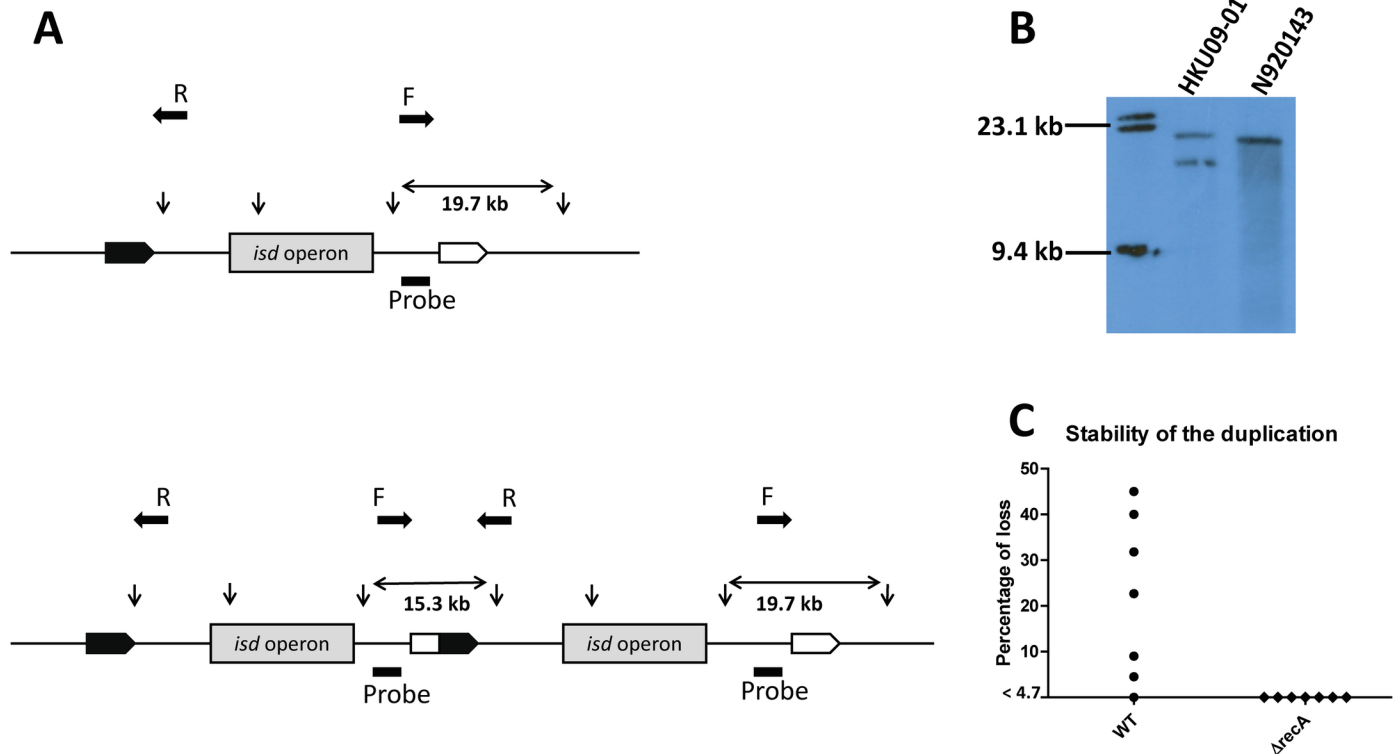 A
R
F
19.7 kb
isd operon
Probe
R
F
R
F
15.3 kb
19.7 kb
isd operon
isd operon
Probe
Probe
B
HKU09-01
N920143
23.1 kb
9.4 kb
C
Stability of the duplication
Percentage of loss
50
40
30
20
10
< 4.7
WT
ΔrecA